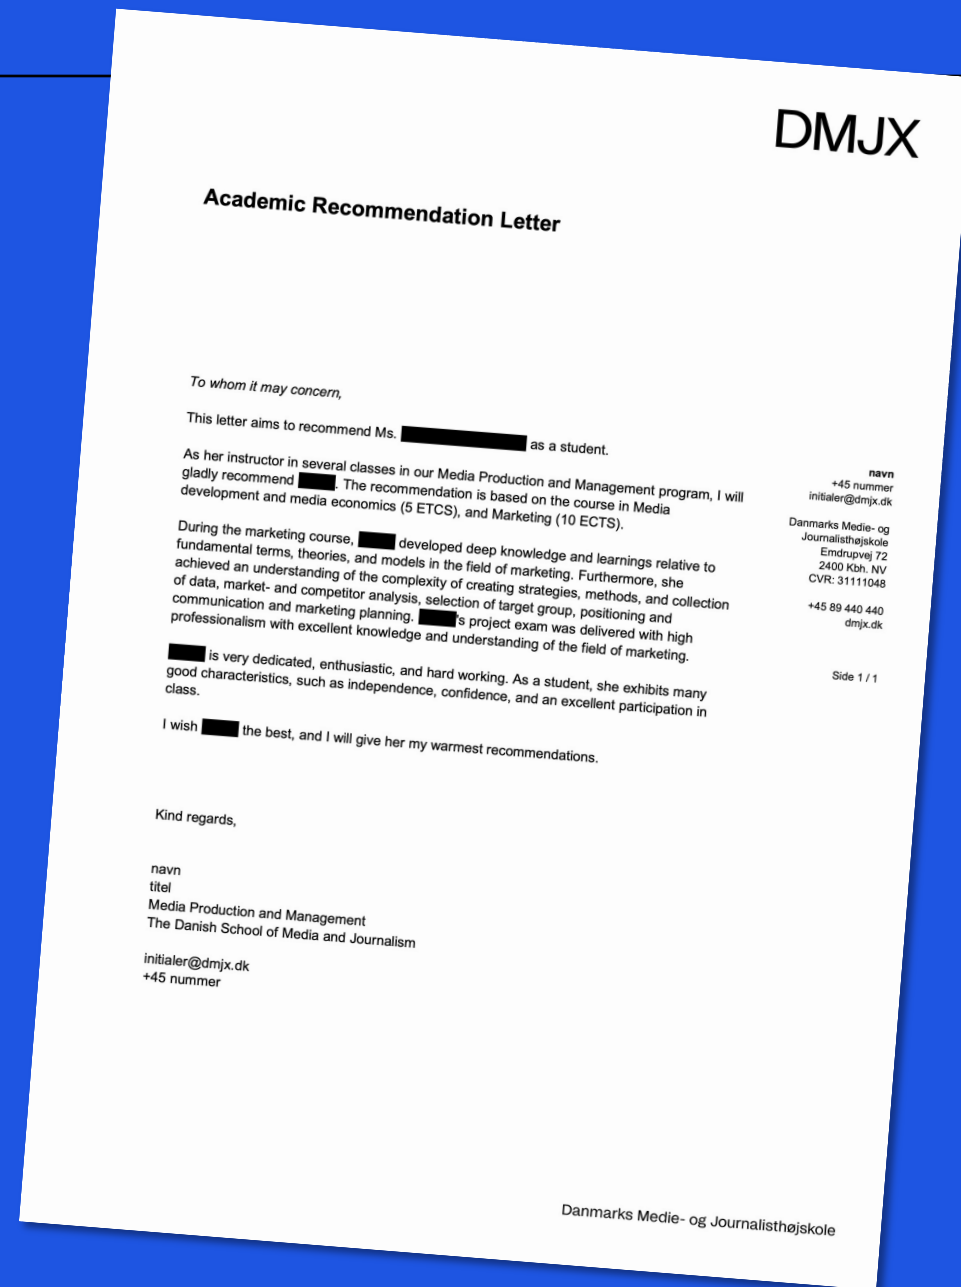 DMJX
Academic Recommendation Letter
To whom it may concern,
This letter aims to recommend Ms. as a student.
As her instructor in several classes in our Media Production and Management program, I will
gladly recommend . The recommendation is based on the course in Media
development and media economics (5 ETCS), and Marketing (10 ECTS).
During the marketing course, developed deep knowledge and learnings relative to
fundamental terms, theories, and models in the field of marketing. Furthermore, she
achieved an understanding of the complexity of creating strategies, methods, and collection
of data, market- and competitor analysis, selection of target group, positioning and
communication and marketing planning. 's project exam was delivered with high
professionalism with excellent knowledge and understanding of the field of marketing.
is very dedicated, enthusiastic, and hard working. As a student, she exhibits many
good characteristics, such as independence, confidence, and an excellent participation in
class.
I wish the best, and I will give her my warmest recommendations.
Kind regards,
navn
titel
Media Production and Management
The Danish School of Media and Journalism
initialer@dmjx.dk
+45 nummer
navn
+45 nummer
initialer@dmjx.dk
Danmarks Medie- og
Journalisthøjskole
Emdrupvej 72
2400 Kbh. NV
CVR: 31111048
+45 89 440 440
dmjx.dk
Side 1 / 1
Danmarks Medie- og Journalisthøjskole